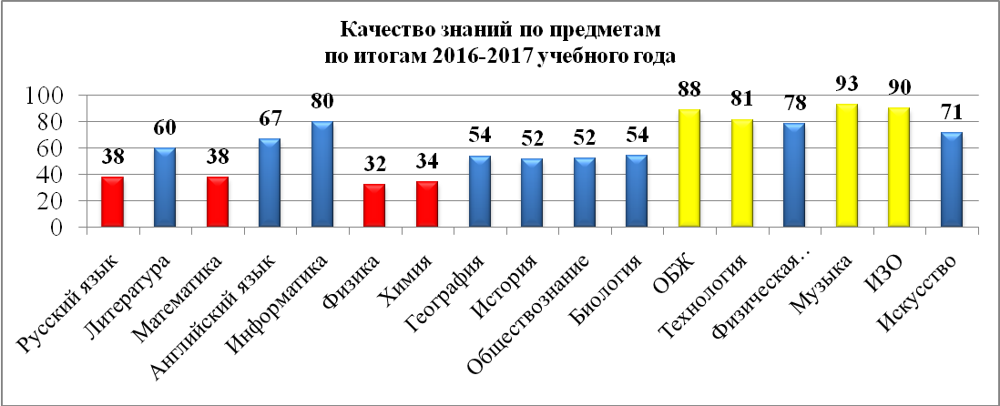 Качество знаний по предметам
по итогам 2016-2017 учебного года
100
80
60
40
20
0
38
60
38
67
80
32
34
54
52
52
54
88
81
78
93
90
71
Русский язык
Литература
Математика
Английский язык
Информатика
Физика
Химия
География
История
Обществознание
Биология
ОБЖ
Технология
Физическая…
Музыка
ИЗО
Искусство